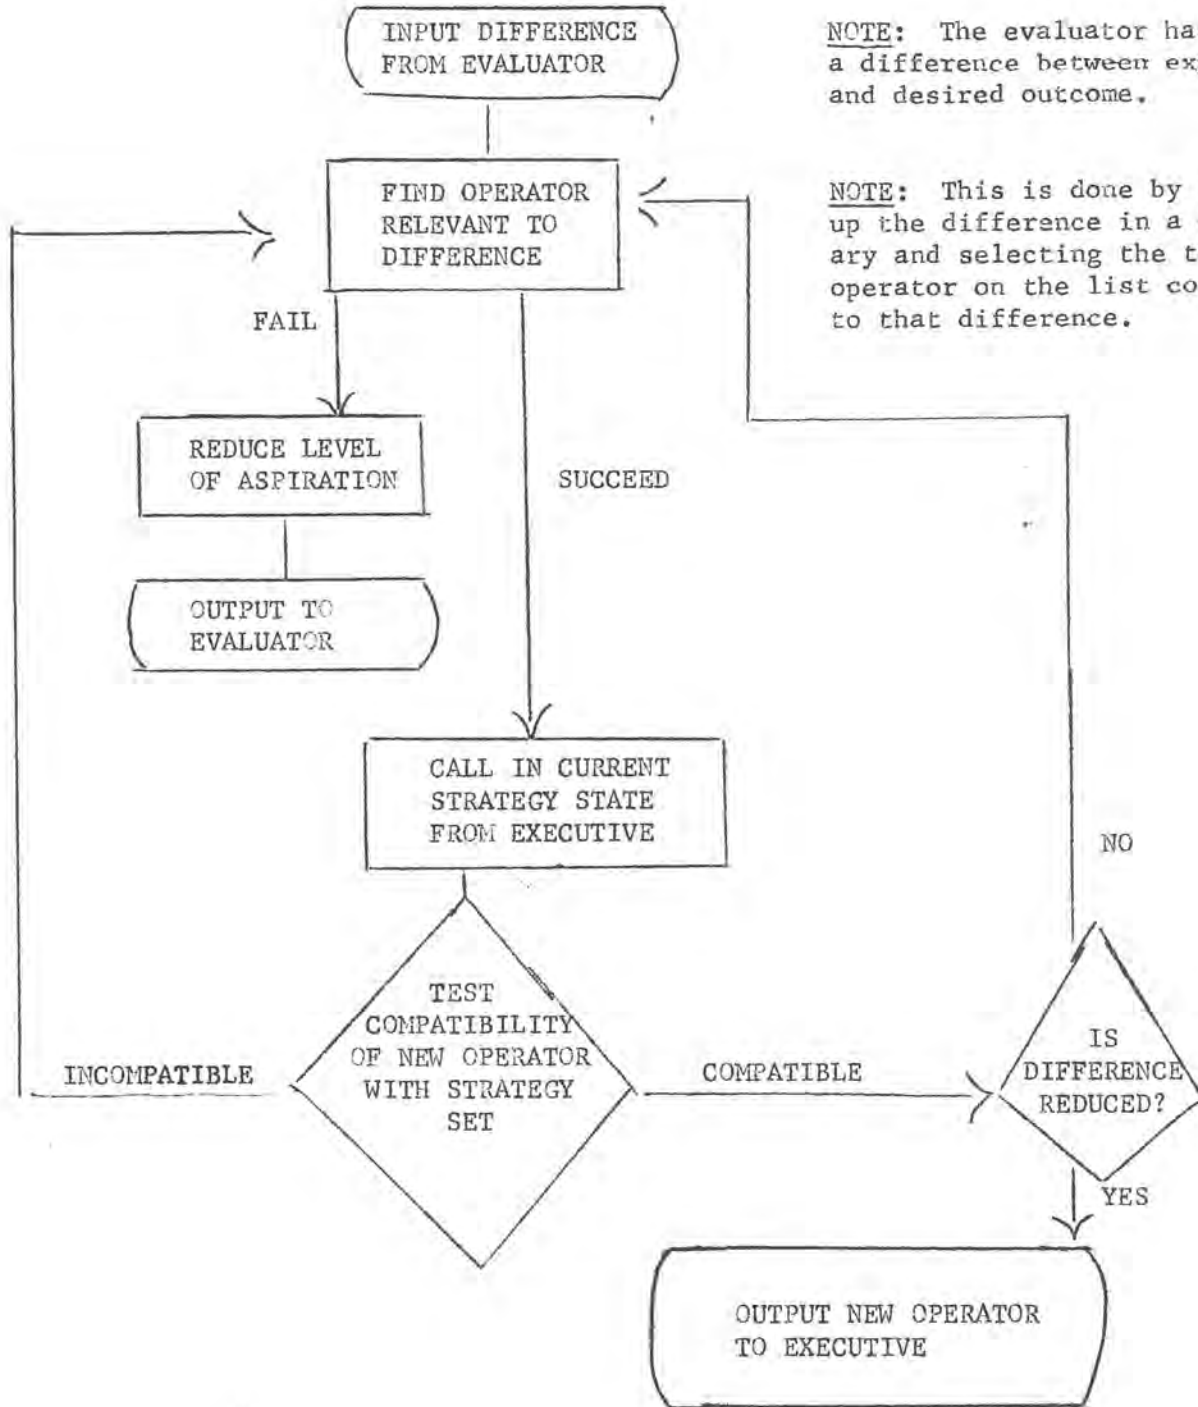 INPUT DIFFERENCE
FROM EVALUATOR
NOTE: The evaluator ha
a difference between ex
and desired outcome.
FIND OPERATOR
RELEVANT TO
DIFFERENCE
NOTE: This is done by
up the difference in a
ary and selecting the t
operator on the list co
to that difference.
FAIL
REDUCE LEVEL
OF ASPIRATION
SUCCEED
OUTPUT TO
EVALUATOR
CALL IN CURRENT
STRATEGY STATE
FROM EXECUTIVE
NO
TEST
COMPATIBILITY
OF NEW OPERATOR
WITH STRATEGY
SET
INCOMPATIBLE
COMPATIBLE
IS
DIFFERENCE
REDUCED?
YES
OUTPUT NEW OPERATOR
TO EXECUTIVE